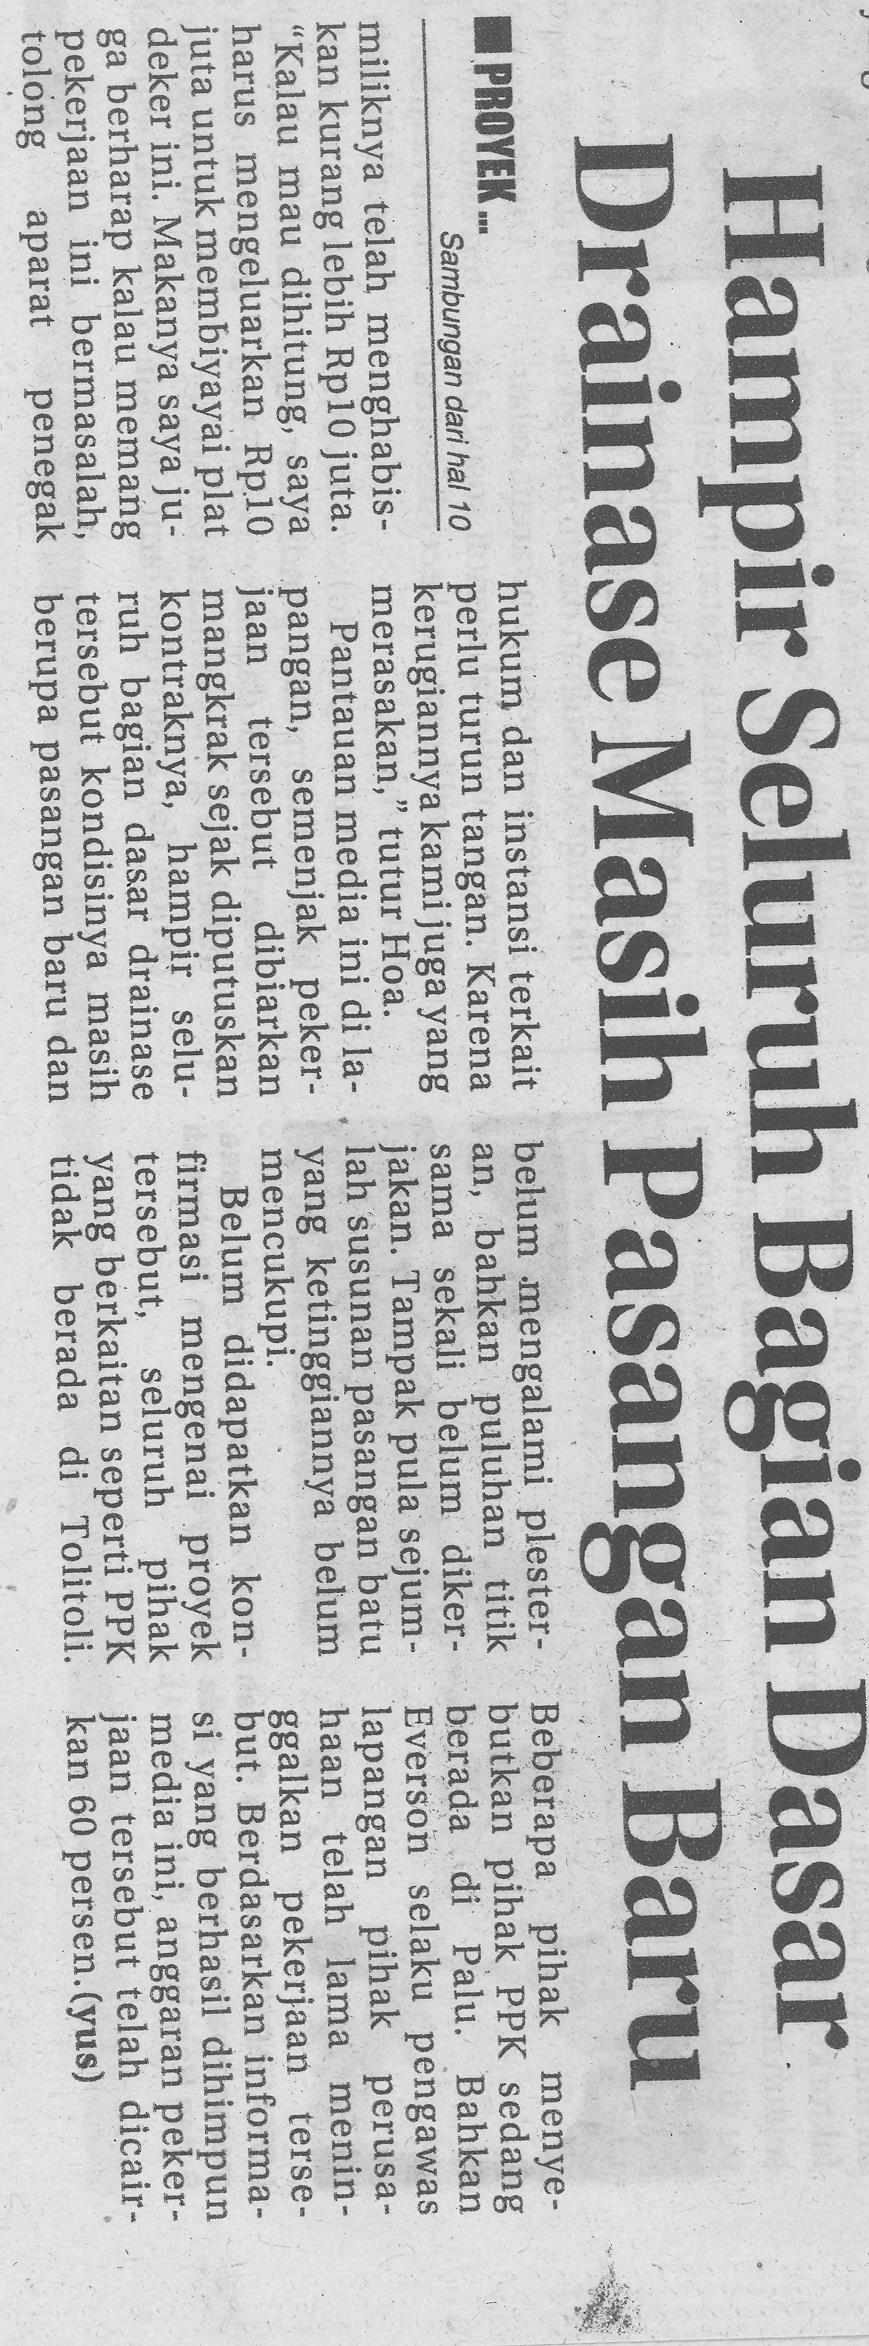 Hampir Seluruh Bagian Dasar
Drainase Masih Pasangan Baru
PROYEK ...
Sambungan dari hal 10
miliknya telah menghabis-
kan kurang lebih Rp10 juta.
“Kalau mau dihitung, saya
harus mengeluarkan Rp10
juta untuk membiyayai plat
deker ini. Makanya saya ju-
ga berharap kalau memang
pekerjaan ini bermasalah,
tolong aparat penegak
hukum dan instansi terkait
perlu turun tangan. Karena
kerugiannya kami juga yang
merasakan,” tutur Hoa.
Pantauan media ini di la-
pangan, semenjak peker-
jaan tersebut dibiarkan
mangkrak sejak diputuskan
kontraknya, hampir selu-
ruh bagian dasar drainase
tersebut kondisinya masih
berupa pasangan baru dan
belum mengalami plester-
an, bahkan puluhan titik
sama sekali belum diker-
jakan. Tampak pula sejum-
lah susunan pasangan batu
yang ketinggiannya belum
mencukupi.
Belum didapatkan kon-
firmasi mengenai proyek
tersebut, seluruh pihak
yang berkaitan seperti PPK
tidak berada di Tolitoli.
Beberapa pihak menye-
butkan pihak PPK sedang
berada di Palu. Bahkan
Everson selaku pengawas
lapangan pihak perusa-
haan telah lama menin-
ggalkan pekerjaan terse-
but. Berdasarkan informa-
si yang berhasil dihimpun
media ini, anggaran peker-
jaan tersebut telah dicair-
kan 60 persen. (yus)